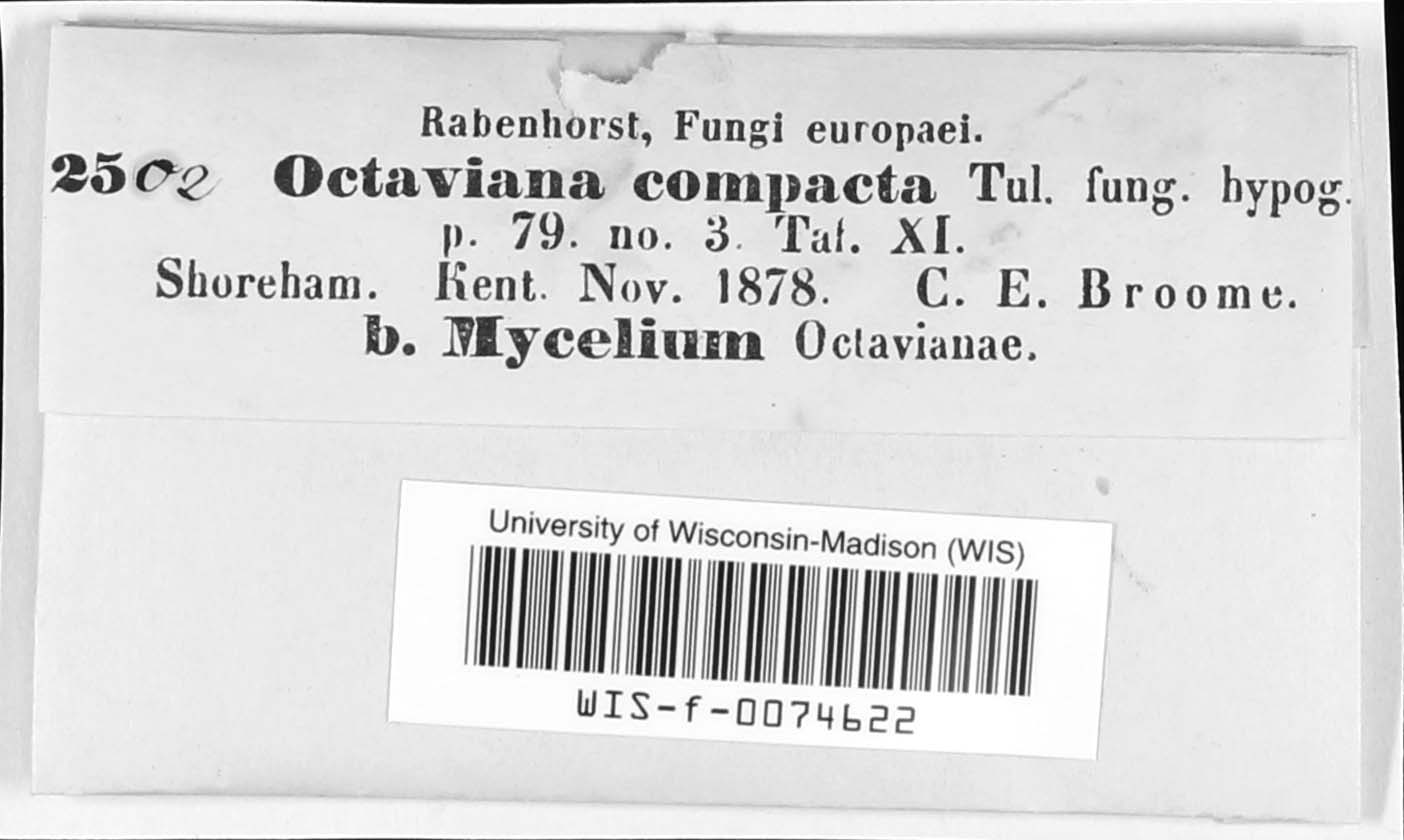 Rabenhorst, Fungi europaei.
2502 Octaviana compacta Tul. fung. hypog.
p. 79. no. 3. Taf. XI.
Shoreham. Kent. Nov. 1878. C. E. Broome.
b. Mycelium Octavianae.
University of Wisconsin-Madison (WIS)
WIS-f-0074622